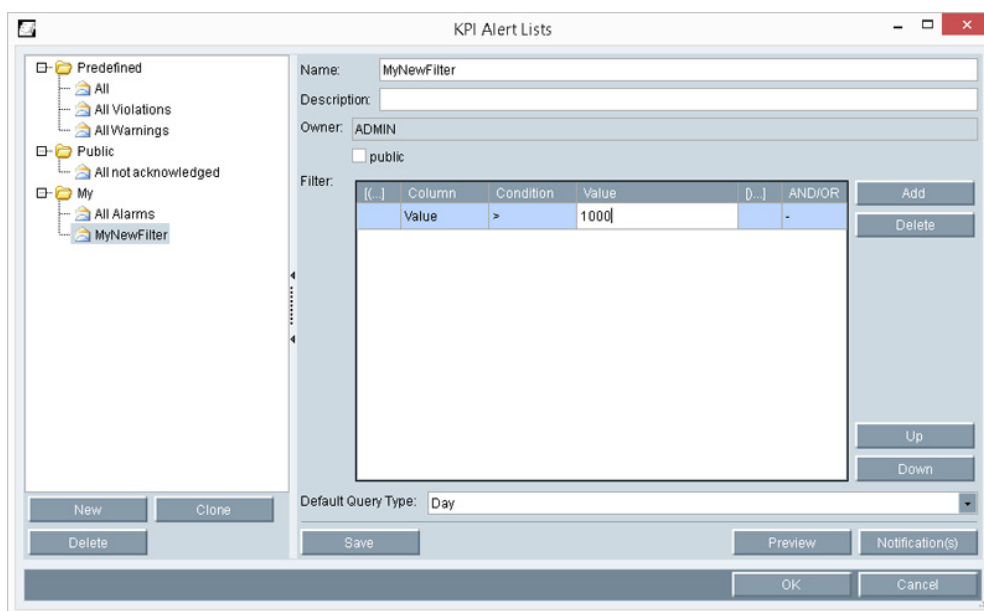 KPI Alert Lists
Predefined
All
All Violations
All Warnings
Public
All not acknowledged
My
All Alarms
MyNewFilter
New Clone
Delete
Name: MyNewFilter
Description:
Owner: ADMIN
public
Filter:
[(...] Column Condition Value [)...] AND/OR
Value > 1000 -
Add
Delete
Up
Down
Default Query Type: Day
Save Preview Notification(s)
OK Cancel